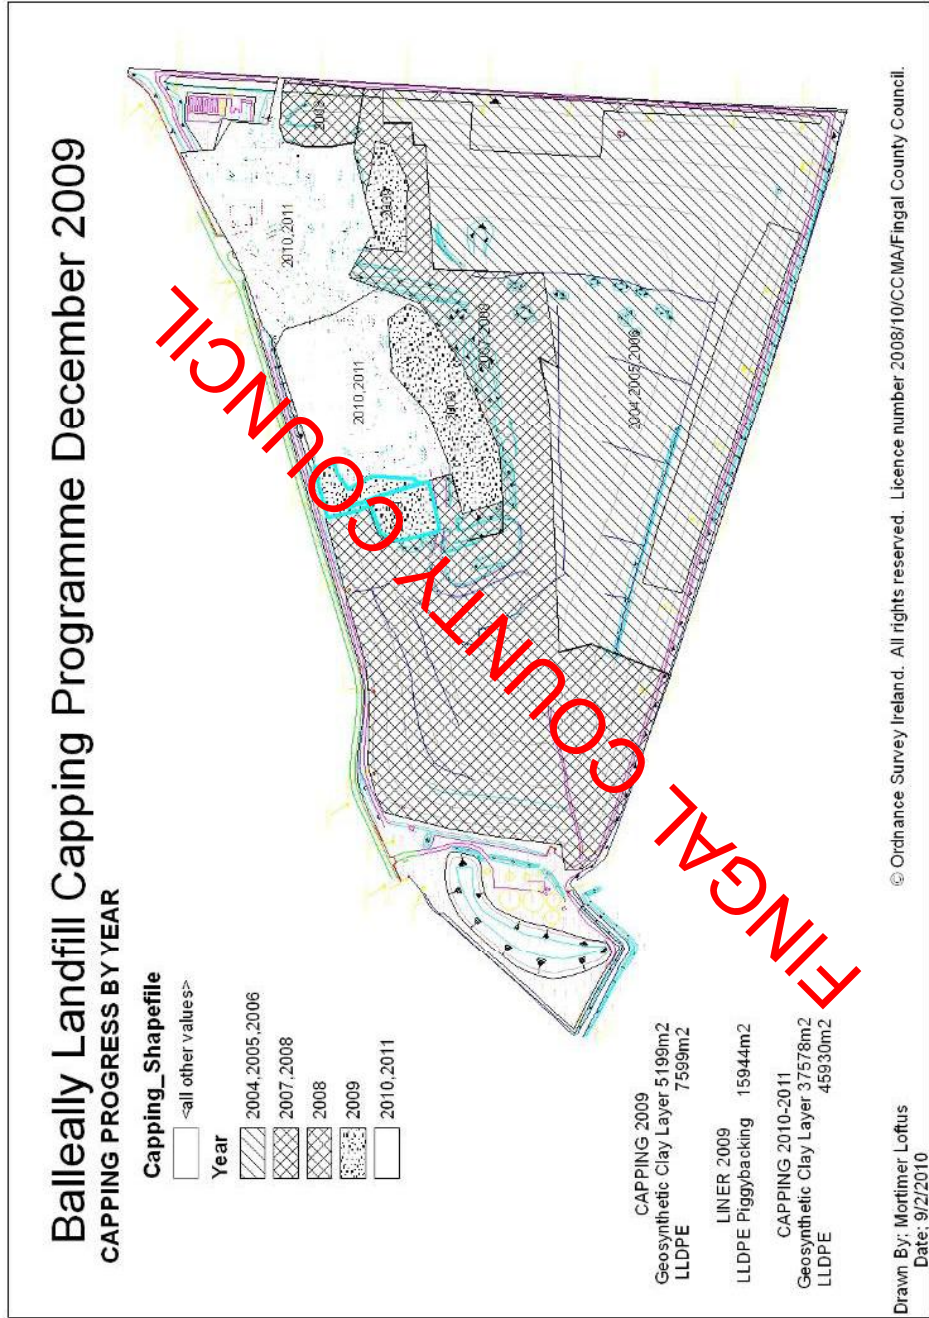 Balleally Landfill Capping Programme December 2009
CAPPING PROGRESS BY YEAR
Capping_Shapefile
<all other values>
Year
2004,2005,2006
2007,2008
2008
2009
2010,2011
2010,2011
2010,2011
2008
2009
2009
2007,2008
2004,2005,2006
FINGAL COUNTY COUNCIL
CAPPING 2009
Geosynthetic Clay Layer 5199m2
LLDPE 7599m2
LINER 2009
LLDPE Piggybacking 15944m2
CAPPING 2010-2011
Geosynthetic Clay Layer 37578m2
LLDPE 45930m2
Drawn By: Mortimer Loftus
Date: 9/2/2010
© Ordnance Survey Ireland. All rights reserved. Licence number 2008/10/CCMA/Fingal County Council.